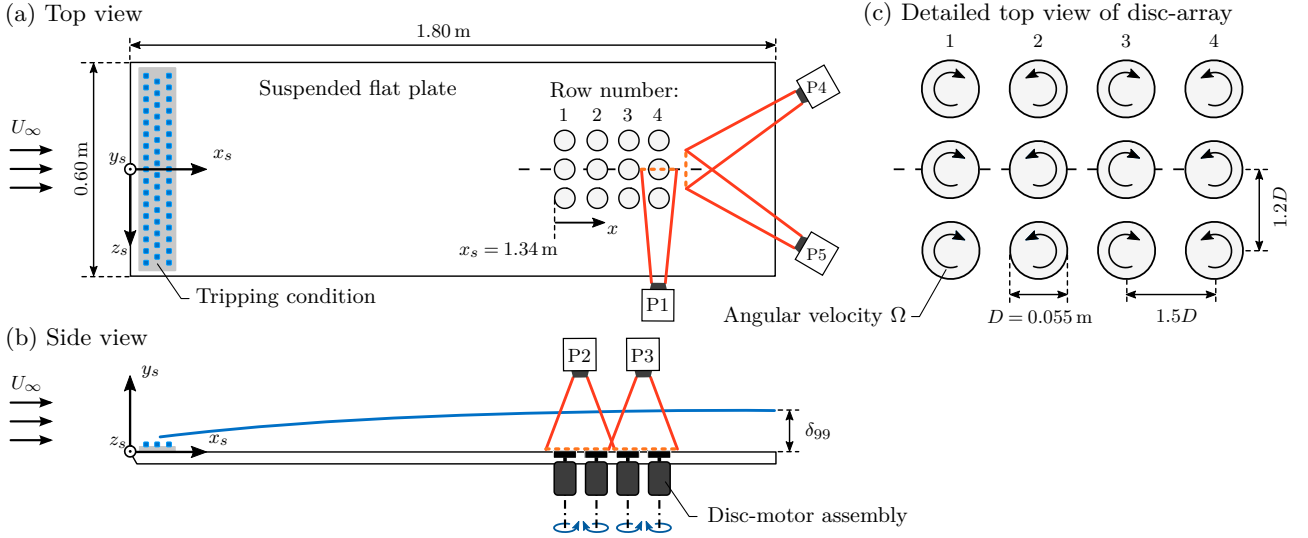 (a) Top view
1.80 m
U∞
0.60 m
yₛ
xₛ
zₛ
Suspended flat plate
Row number:
1 2 3 4
xₛ = 1.34 m
x
P4
P5
P1
Tripping condition
(b) Side view
U∞
yₛ
zₛ
xₛ
P2
P3
δ₉₉
Disc-motor assembly
(c) Detailed top view of disc-array
1 2 3 4
1.2D
Angular velocity Ω
D = 0.055 m
1.5D